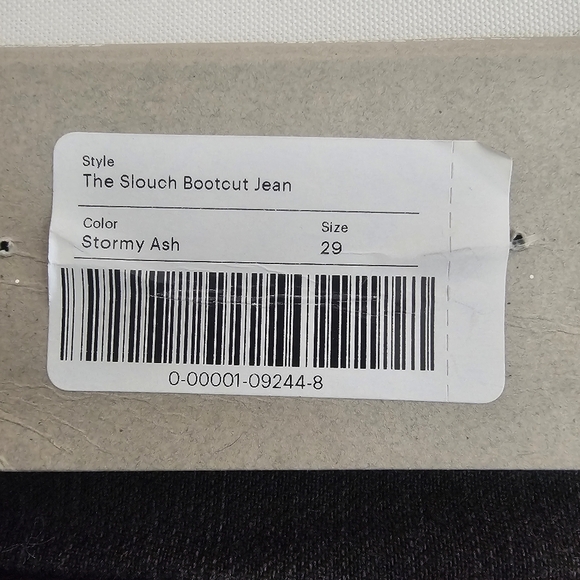 Style
The Slouch Bootcut Jean
Color Size
Stormy Ash 29
0-00001-09244-8